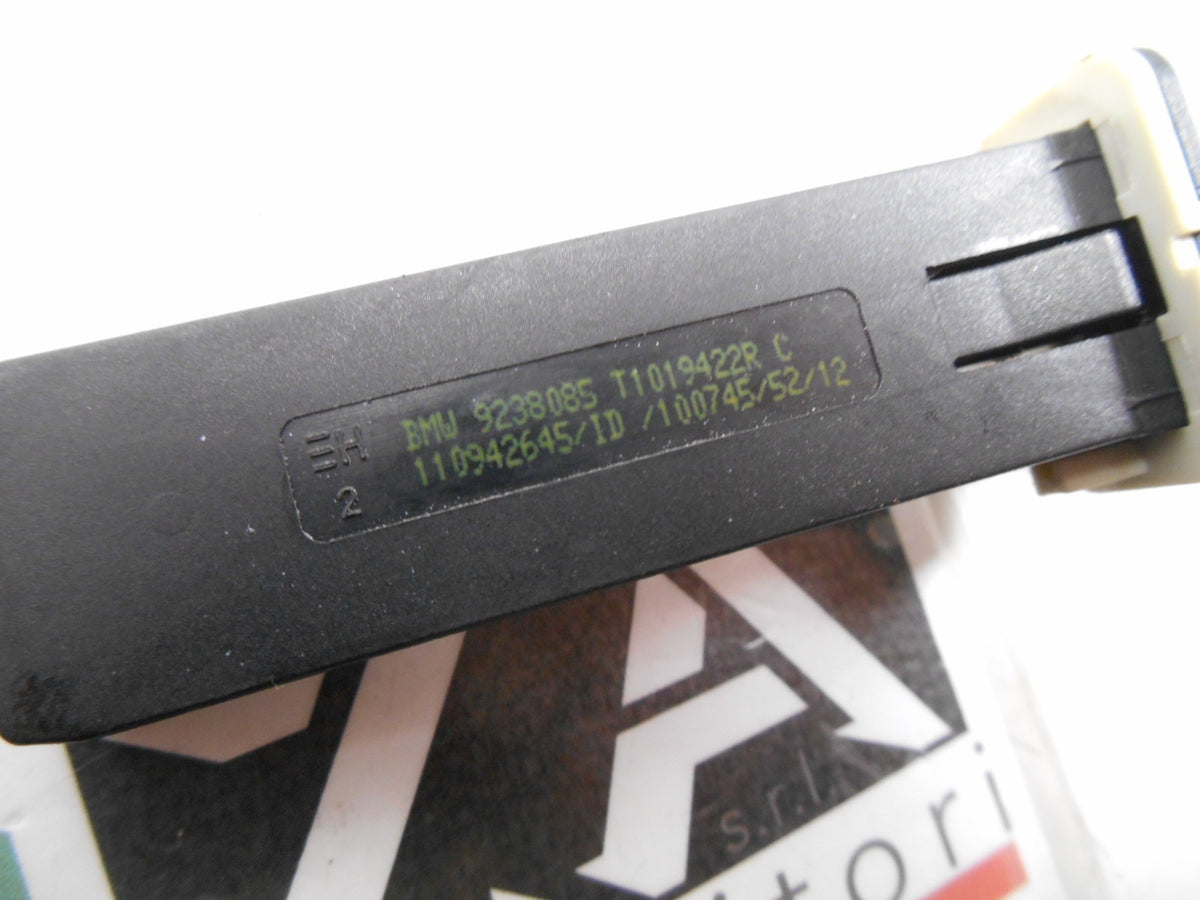 BMW 9238085 T1019422R C
110942645/ID /100745/52/12
2
s.r.l.